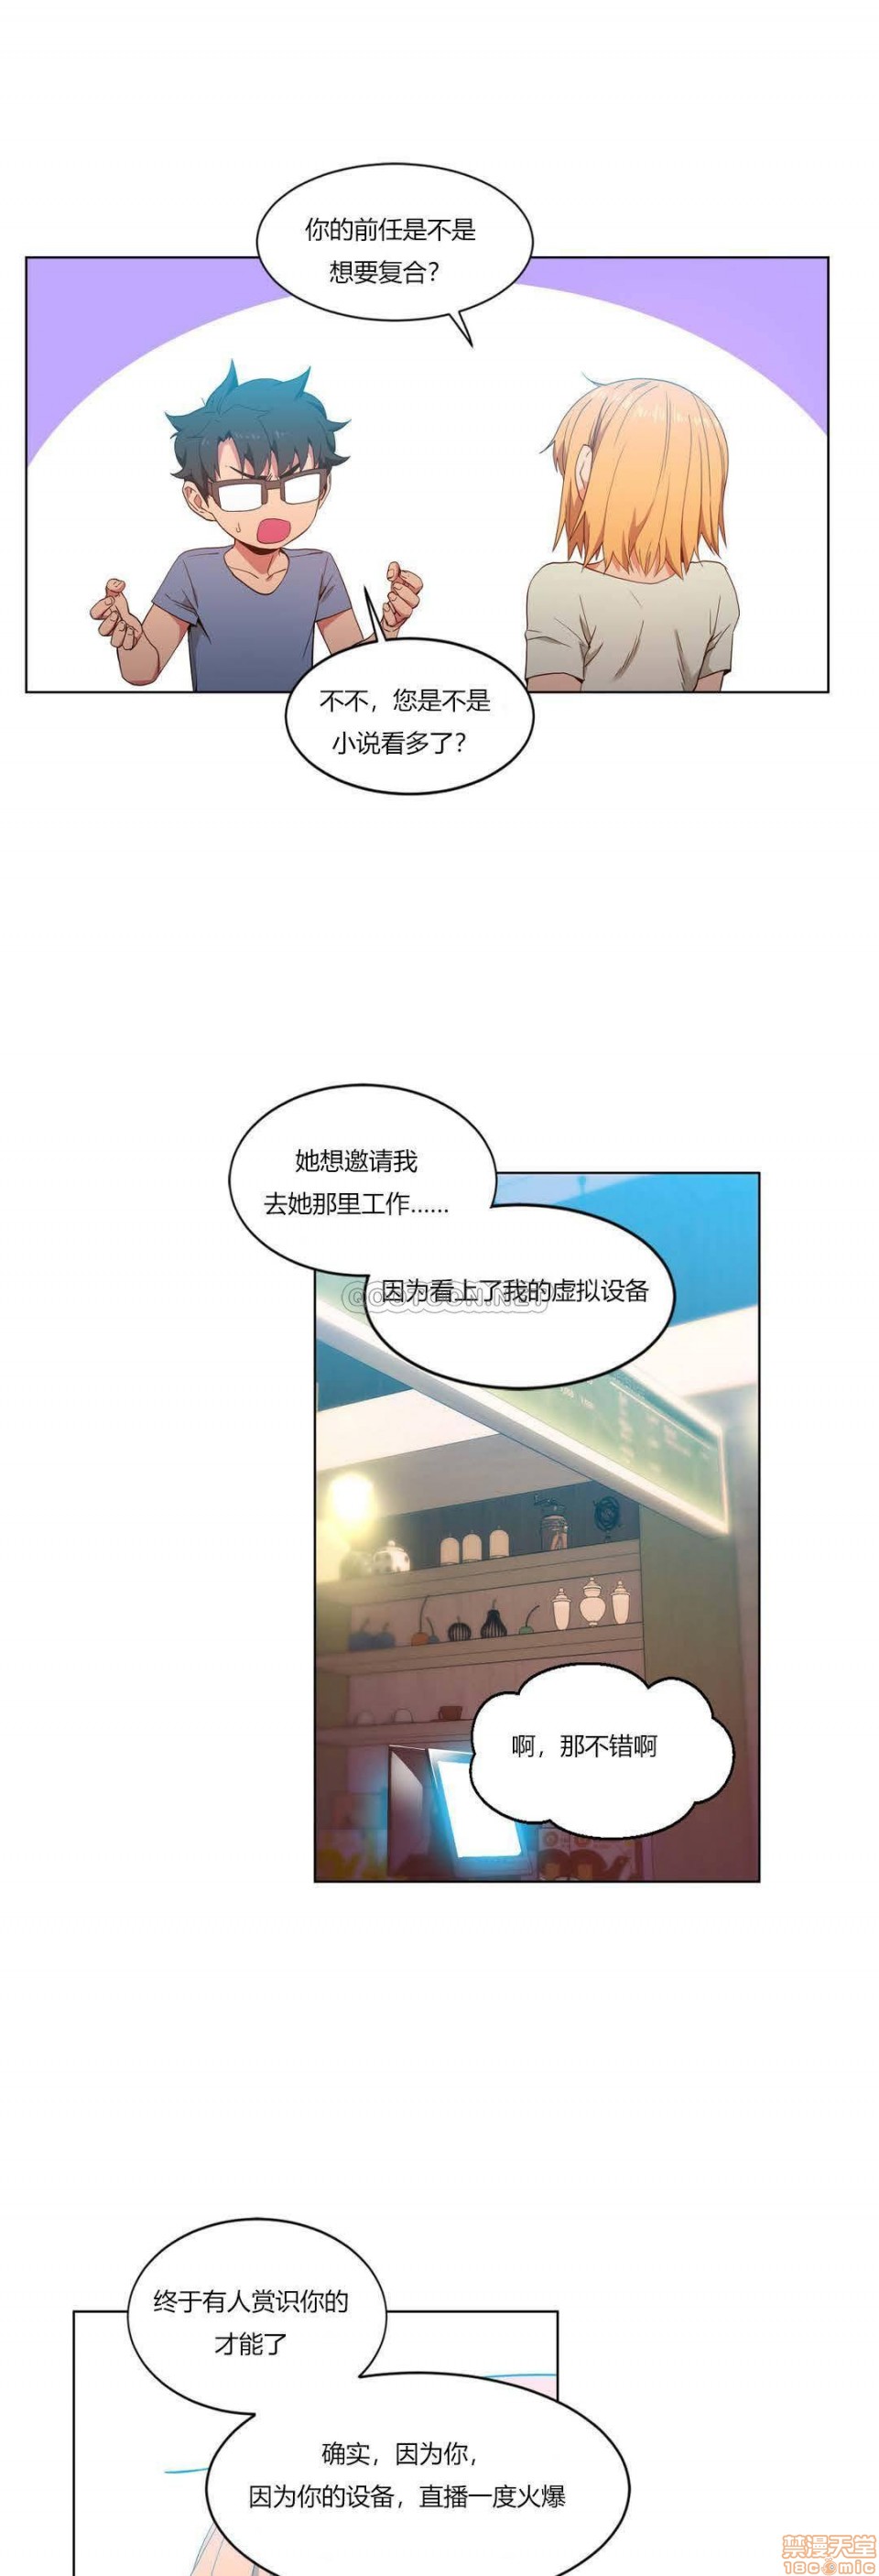 你的前任是不是
想要复合？
不不，您是不是
小说看多了？
她想邀请我
去她那里工作……
因为看上了我的虚拟设备
啊，那不错啊
终于有人赏识你的
才能了
确实，因为你，
因为你的设备，直播一度火爆
禁漫天堂
18comic